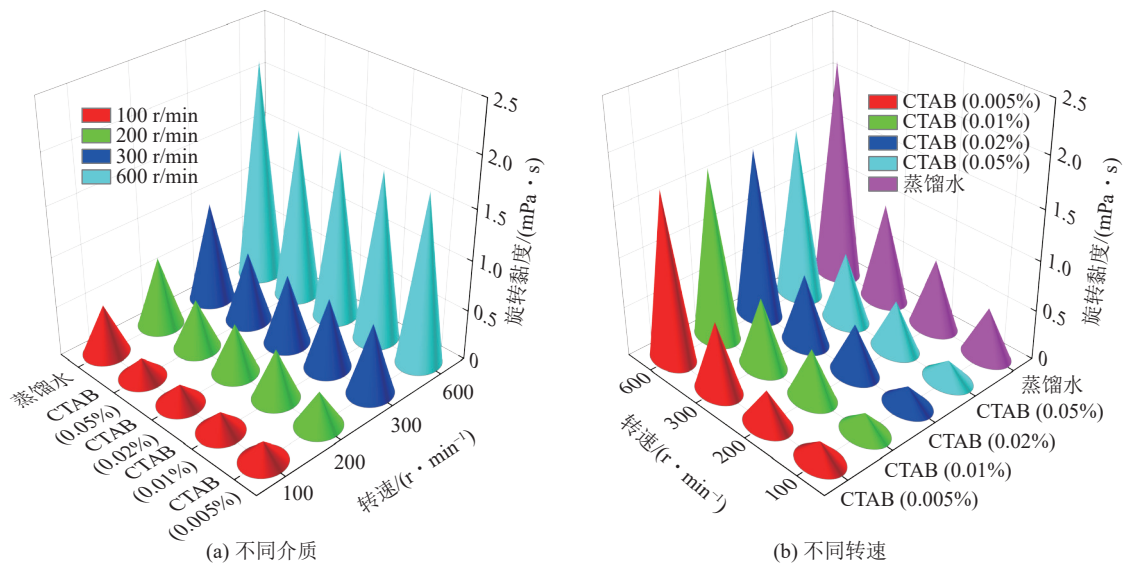 100 r/min
200 r/min
300 r/min
600 r/min
2.5
2.0
1.5
1.0
0.5
0
旋转黏度/(mPa·s)
蒸馏水
CTAB
(0.05%)
CTAB
(0.02%)
CTAB
(0.01%)
CTAB
(0.005%)
100
200
300
600
转速/(r·min⁻¹)
(a) 不同介质
CTAB (0.005%)
CTAB (0.01%)
CTAB (0.02%)
CTAB (0.05%)
蒸馏水
2.5
2.0
1.5
1.0
0.5
0
旋转黏度/(mPa·s)
600
300
200
100
转速/(r·min⁻¹)
蒸馏水
CTAB (0.05%)
CTAB (0.02%)
CTAB (0.01%)
CTAB (0.005%)
(b) 不同转速